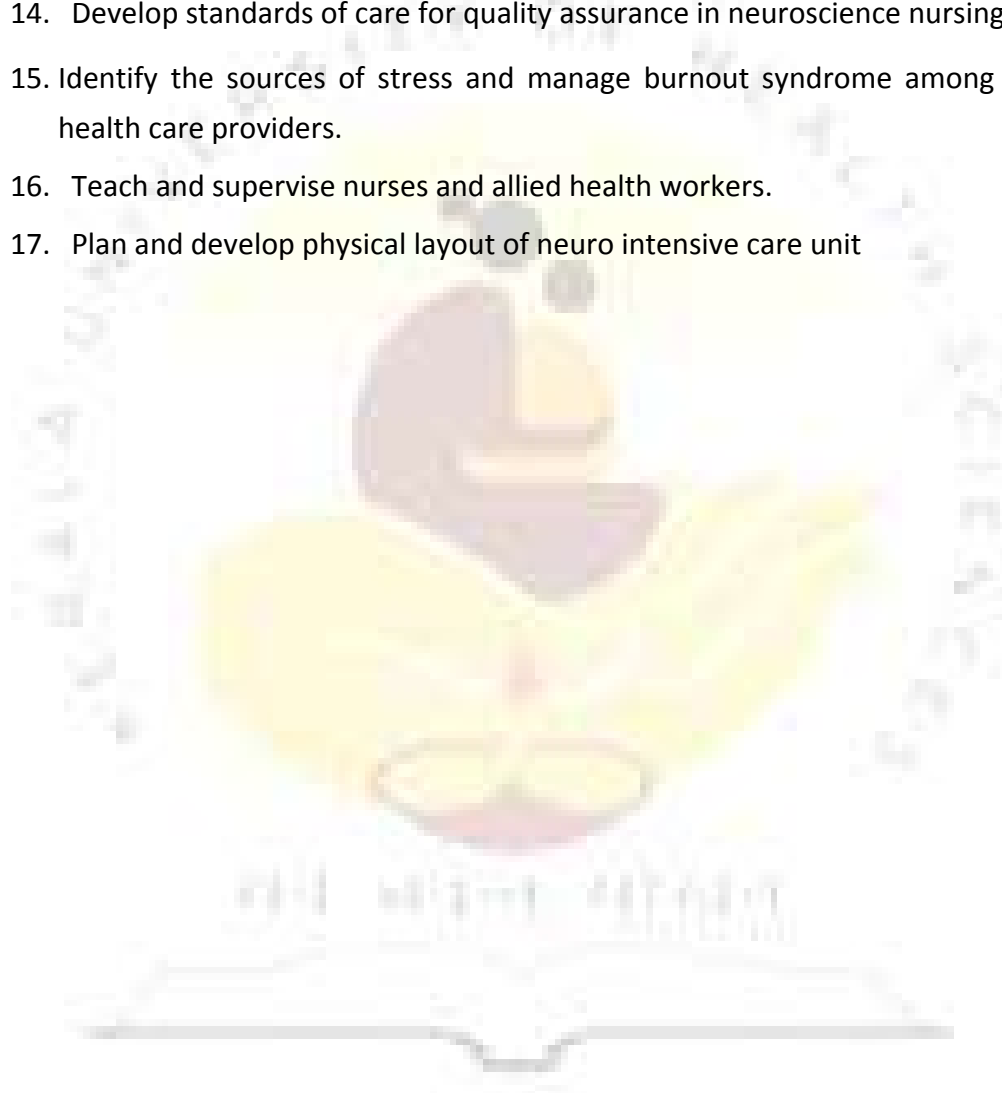 14. Develop standards of care for quality assurance in neuroscience nursing
15. Identify the sources of stress and manage burnout syndrome among
health care providers.
16. Teach and supervise nurses and allied health workers.
17. Plan and develop physical layout of neuro intensive care unit